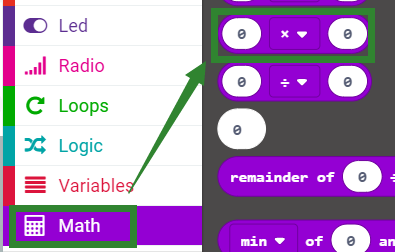 Led
Radio
Loops
Logic
Variables
Math
0 × 0
0 ÷ 0
0
remainder of 0 ÷
min of 0 an